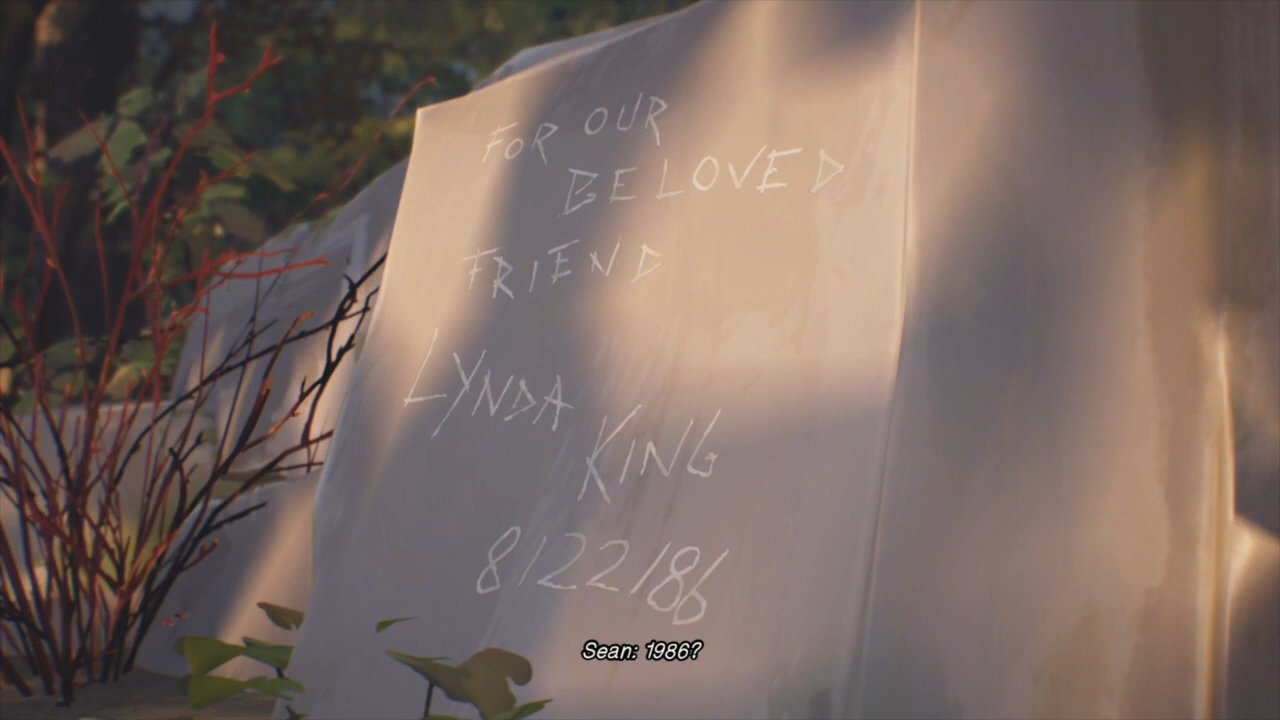 FOR OUR
BELOVED
FRIEND
LYNDA
KING
8/22/86
Sean: 1986?